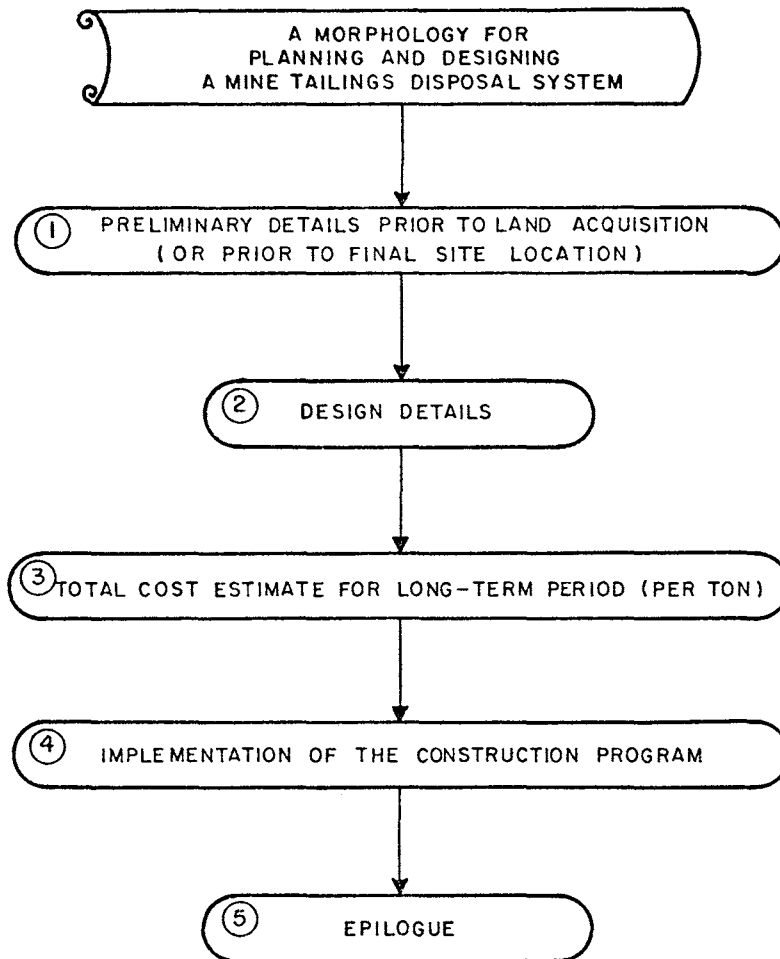 A MORPHOLOGY FOR
PLANNING AND DESIGNING
A MINE TAILINGS DISPOSAL SYSTEM
1 PRELIMINARY DETAILS PRIOR TO LAND ACQUISITION
(OR PRIOR TO FINAL SITE LOCATION)
2 DESIGN DETAILS
3 TOTAL COST ESTIMATE FOR LONG-TERM PERIOD (PER TON)
4 IMPLEMENTATION OF THE CONSTRUCTION PROGRAM
5 EPILOGUE